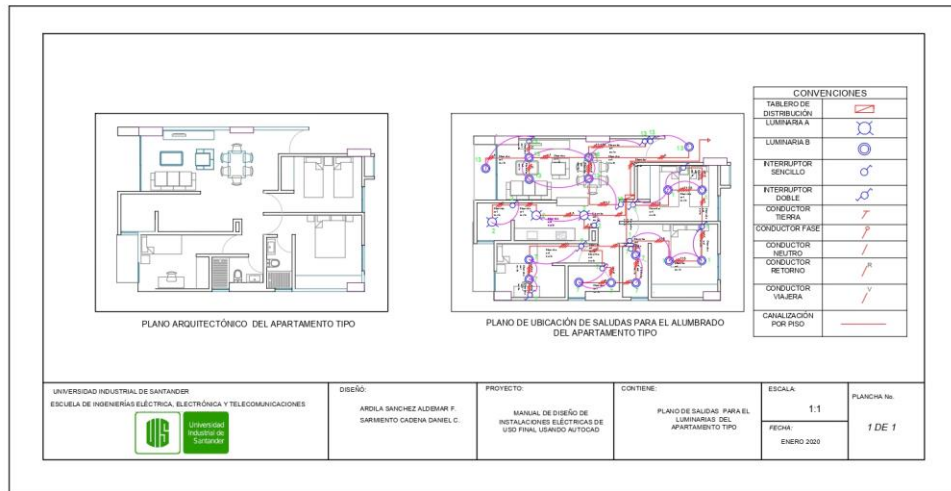 CONVENCIONES
TABLERO DE
DISTRIBUCIÓN
LUMINARIA A
LUMINARIA B
INTERRUPTOR
SENCILLO
INTERRUPTOR
DOBLE
CONDUCTOR
TIERRA
CONDUCTOR FASE
CONDUCTOR
NEUTRO
CONDUCTOR
RETORNO
R
CONDUCTOR
VIAJERA
V
CANALIZACIÓN
POR PISO
PLANO ARQUITECTÓNICO DEL APARTAMENTO TIPO
PLANO DE UBICACIÓN DE SALUDAS PARA EL ALUMBRADO
DEL APARTAMENTO TIPO
UNIVERSIDAD INDUSTRIAL DE SANTANDER
ESCUELA DE INGENIERÍAS ELÉCTRICA, ELECTRÓNICA Y TELECOMUNICACIONES
UIS
Universidad
Industrial de
Santander
DISEÑO:
ARDILA SANCHEZ ALDEMAR F.
SARMIENTO CADENA DANIEL C.
PROYECTO:
MANUAL DE DISEÑO DE
INSTALACIONES ELÉCTRICAS DE
USO FINAL USANDO AUTOCAD
CONTIENE:
PLANO DE SALIDAS PARA EL
LUMINARIAS DEL
APARTAMENTO TIPO
ESCALA:
1:1
FECHA:
ENERO 2020
PLANCHA No.
1 DE 1